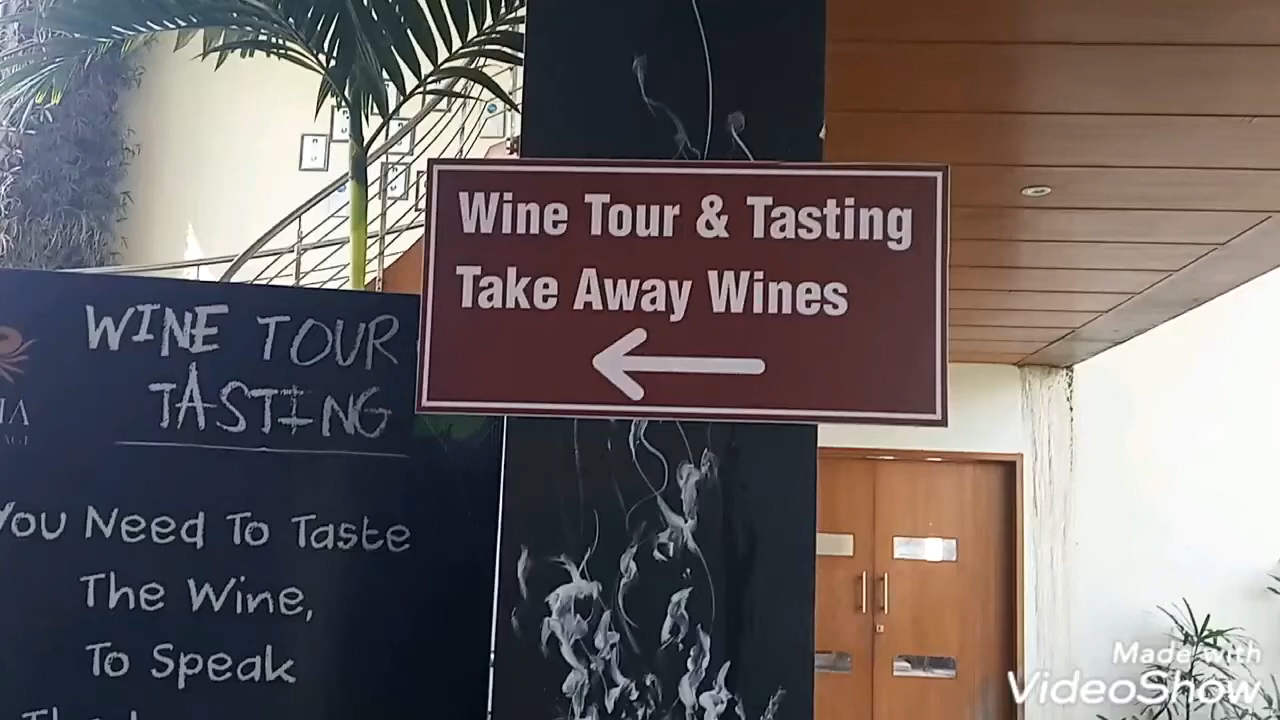 Wine Tour & Tasting
Take Away Wines
WINE TOUR
TASTING
You Need To Taste
The Wine,
To Speak
Made with
VideoShow